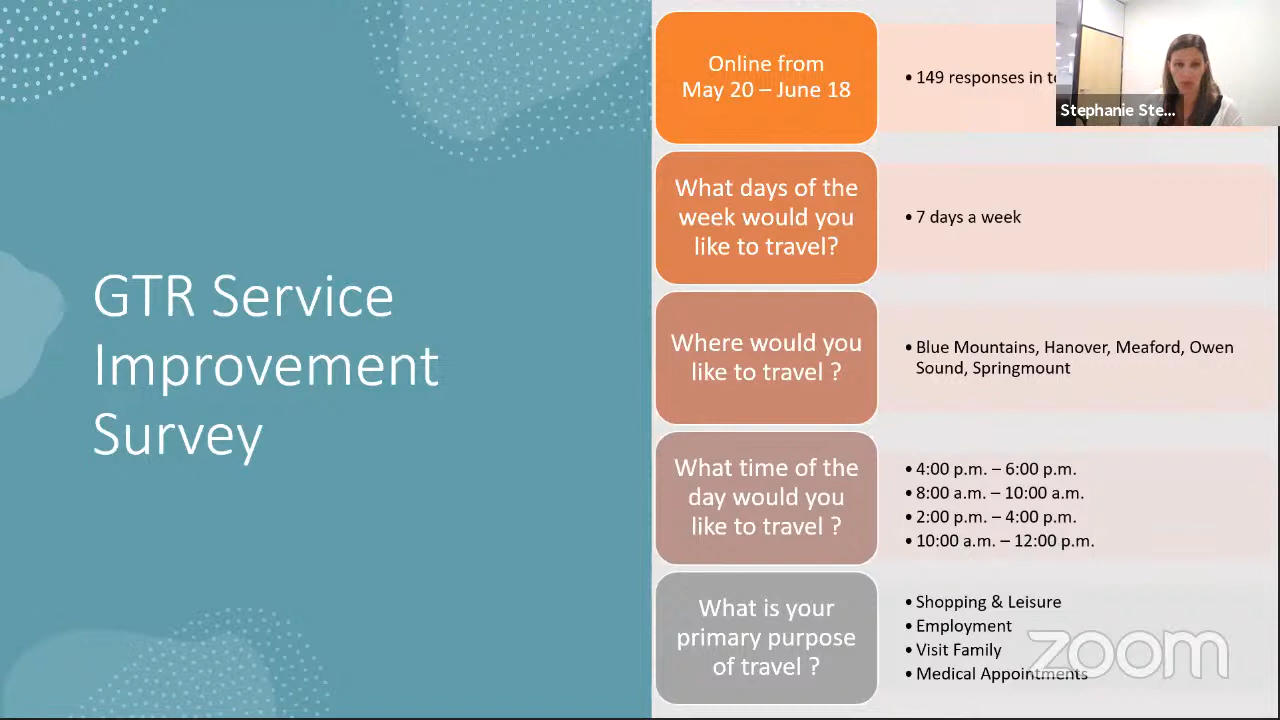 GTR Service
Improvement
Survey
Online from
May 20 – June 18
• 149 responses in
Stephanie Ste...
What days of the
week would you
like to travel?
• 7 days a week
Where would you
like to travel ?
• Blue Mountains, Hanover, Meaford, Owen
Sound, Springmount
What time of the
day would you
like to travel ?
• 4:00 p.m. – 6:00 p.m.
• 8:00 a.m. – 10:00 a.m.
• 2:00 p.m. – 4:00 p.m.
• 10:00 a.m. – 12:00 p.m.
What is your
primary purpose
of travel ?
• Shopping & Leisure
• Employment
• Visit Family
• Medical Appointments
zoom